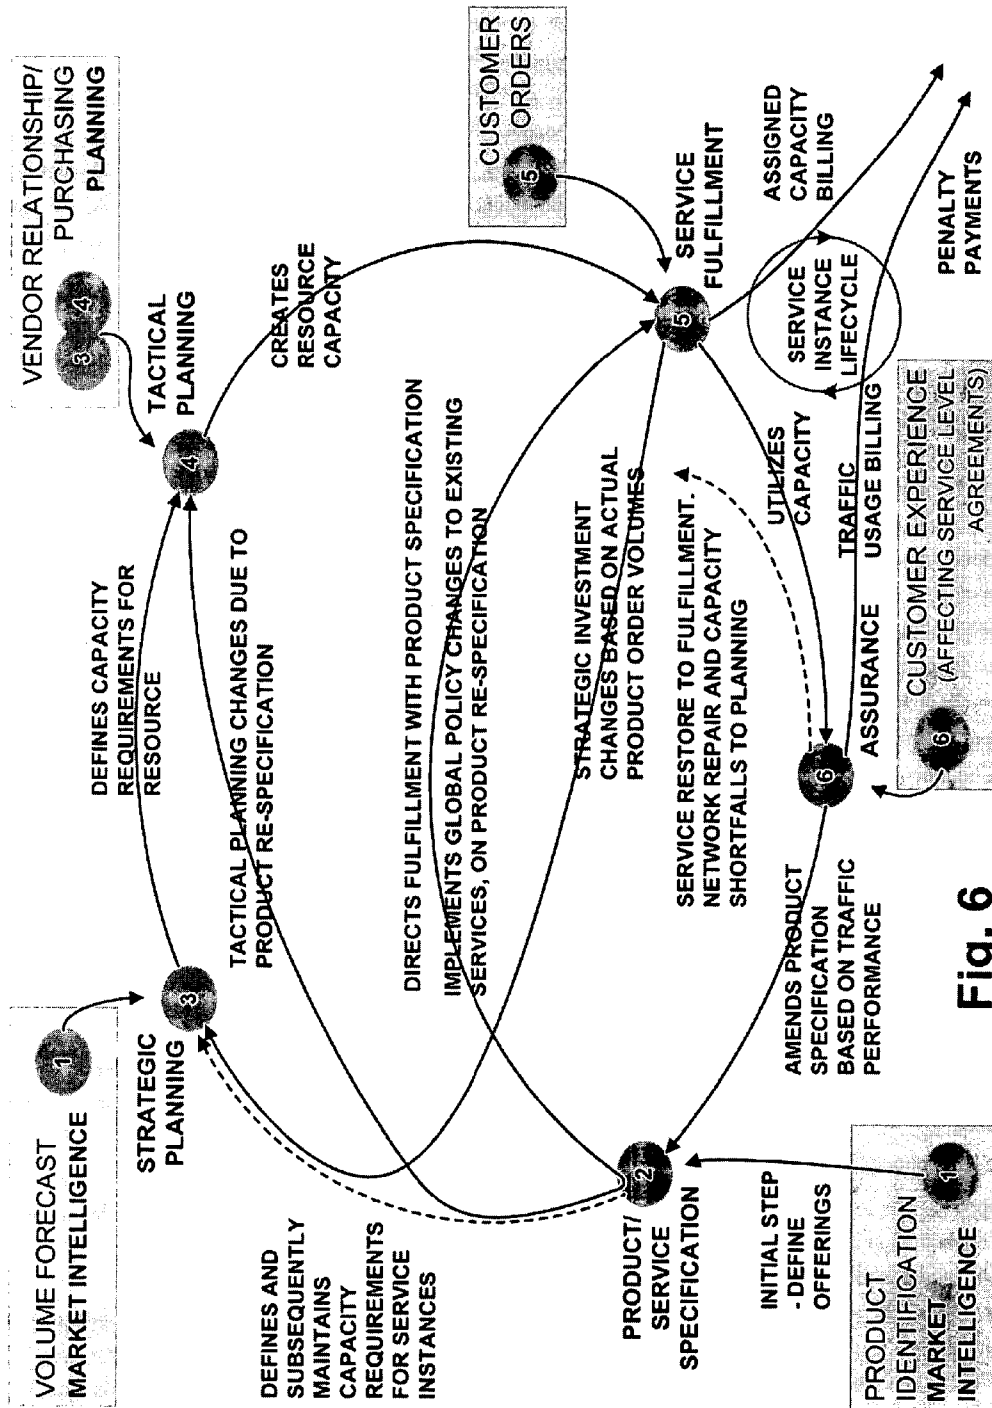 VOLUME FORECAST
MARKET INTELLIGENCE
1
STRATEGIC
PLANNING
3
DEFINES CAPACITY
REQUIREMENTS FOR
RESOURCE
VENDOR RELATIONSHIP/
PURCHASING
PLANNING
3
4
TACTICAL
PLANNING
4
TACTICAL PLANNING CHANGES DUE TO
PRODUCT RE-SPECIFICATION
CREATES
RESOURCE
CAPACITY
DEFINES AND
SUBSEQUENTLY
MAINTAINS
CAPACITY
REQUIREMENTS
FOR SERVICE
INSTANCES
DIRECTS FULFILLMENT WITH PRODUCT SPECIFICATION
IMPLEMENTS GLOBAL POLICY CHANGES TO EXISTING
SERVICES, ON PRODUCT RE-SPECIFICATION
CUSTOMER
ORDERS
5
STRATEGIC INVESTMENT
CHANGES BASED ON ACTUAL
PRODUCT ORDER VOLUMES
PRODUCT/
SERVICE
SPECIFICATION
2
SERVICE RESTORE TO FULFILLMENT.
NETWORK REPAIR AND CAPACITY
SHORTFALLS TO PLANNING
5
SERVICE
FULFILLMENT
UTILIZES
CAPACITY
ASSIGNED
CAPACITY
BILLING
SERVICE
INSTANCE
LIFECYCLE
INITIAL STEP
- DEFINE
OFFERINGS
AMENDS PRODUCT
SPECIFICATION
BASED ON TRAFFIC
PERFORMANCE
6
ASSURANCE
TRAFFIC
USAGE BILLING
PENALTY
PAYMENTS
PRODUCT
IDENTIFICATION
MARKET
INTELLIGENCE
1
6
CUSTOMER EXPERIENCE
(AFFECTING SERVICE LEVEL
AGREEMENTS)
Fig. 6